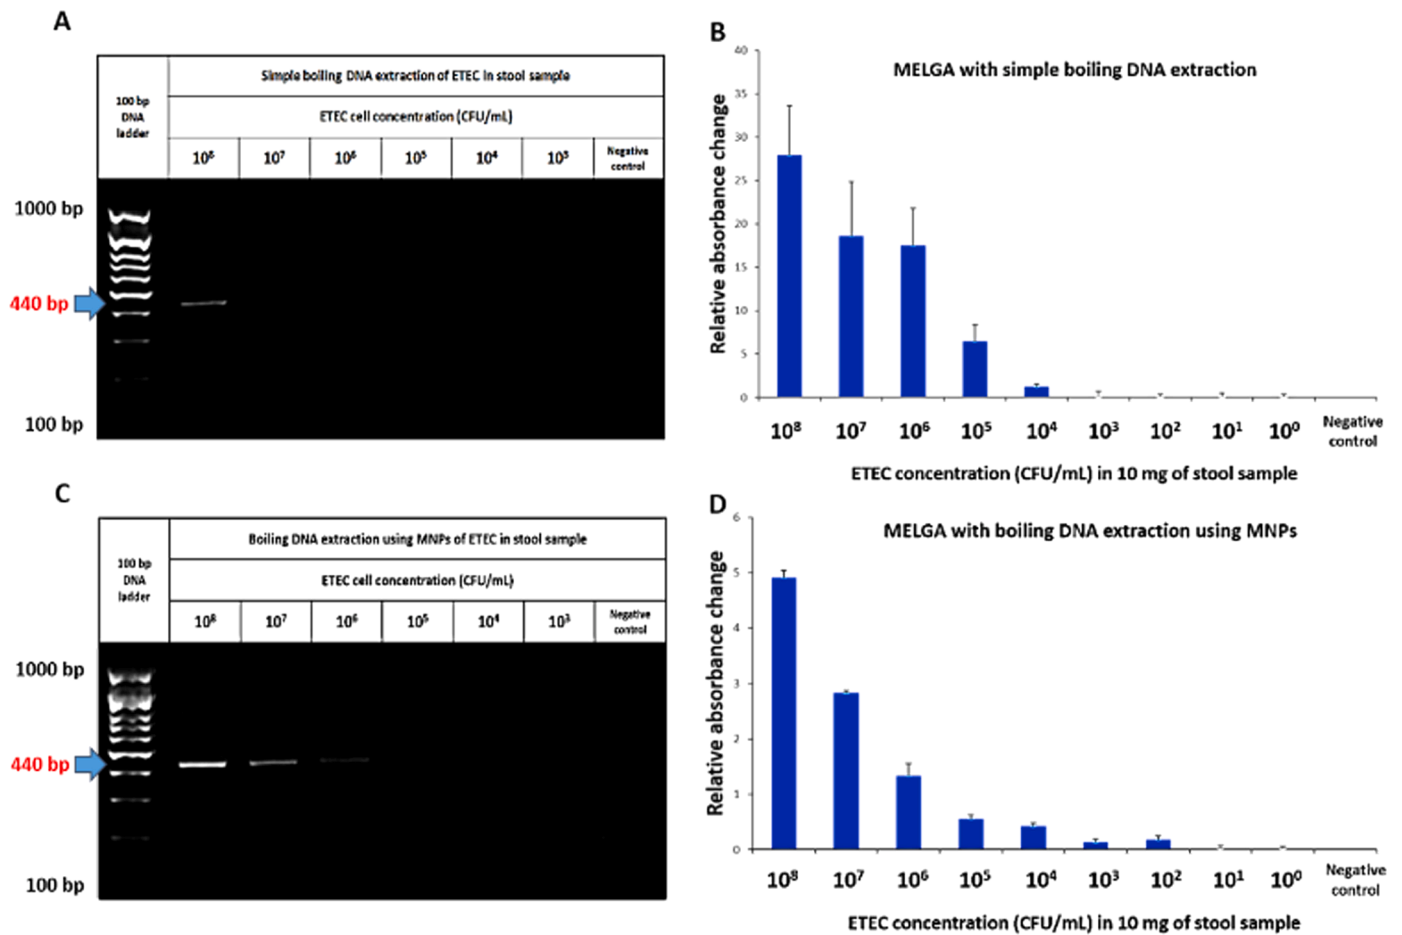 A
Simple boiling DNA extraction of ETEC in stool sample
100 bp
DNA
ladder
ETEC cell concentration (CFU/mL)
10⁸ 10⁷ 10⁶ 10⁵ 10⁴ 10³ Negative
control
1000 bp
440 bp
100 bp
B
MELGA with simple boiling DNA extraction
Relative absorbance change
40
35
30
25
20
15
10
5
0
10⁸ 10⁷ 10⁶ 10⁵ 10⁴ 10³ 10² 10¹ 10⁰ Negative
control
ETEC concentration (CFU/mL) in 10 mg of stool sample
C
Boiling DNA extraction using MNPs of ETEC in stool sample
100 bp
DNA
ladder
ETEC cell concentration (CFU/mL)
10⁸ 10⁷ 10⁶ 10⁵ 10⁴ 10³ Negative
control
1000 bp
440 bp
100 bp
D
MELGA with boiling DNA extraction using MNPs
Relative absorbance change
6
5
4
3
2
1
0
10⁸ 10⁷ 10⁶ 10⁵ 10⁴ 10³ 10² 10¹ 10⁰ Negative
control
ETEC concentration (CFU/mL) in 10 mg of stool sample